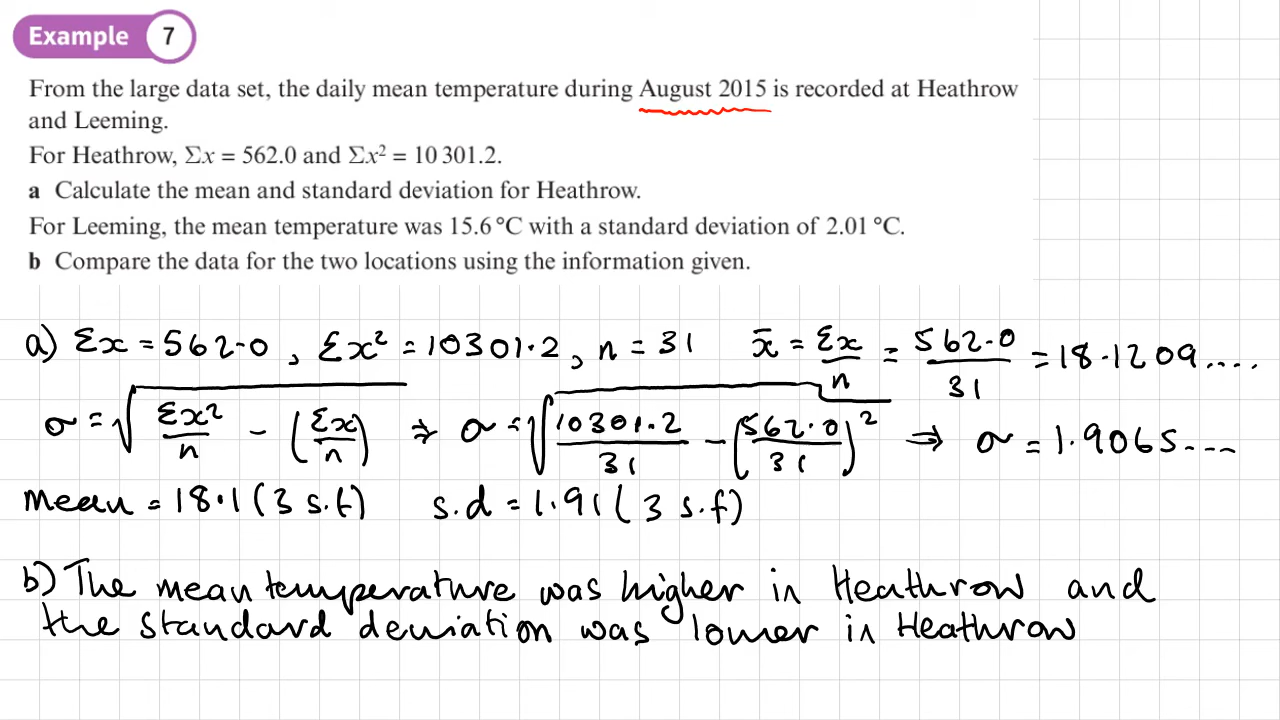 Example 7
From the large data set, the daily mean temperature during August 2015 is recorded at Heathrow
and Leeming.
For Heathrow, Σx = 562.0 and Σx² = 10 301.2.
a Calculate the mean and standard deviation for Heathrow.
For Leeming, the mean temperature was 15.6 °C with a standard deviation of 2.01 °C.
b Compare the data for the two locations using the information given.
a) Σx = 562.0 , Σx² = 10301.2 , n = 31 x̄ = Σx/n = 562.0/31 = 18.1209....
σ = √(Σx²/n - (Σx/n)) ⇒ σ = √(10301.2/31 - (562.0/31)²) ⇒ σ = 1.9065...
mean = 18.1 (3 s.f) s.d = 1.91 (3 s.f)
b) The mean temperature was higher in Heathrow and
the standard deviation was lower in Heathrow